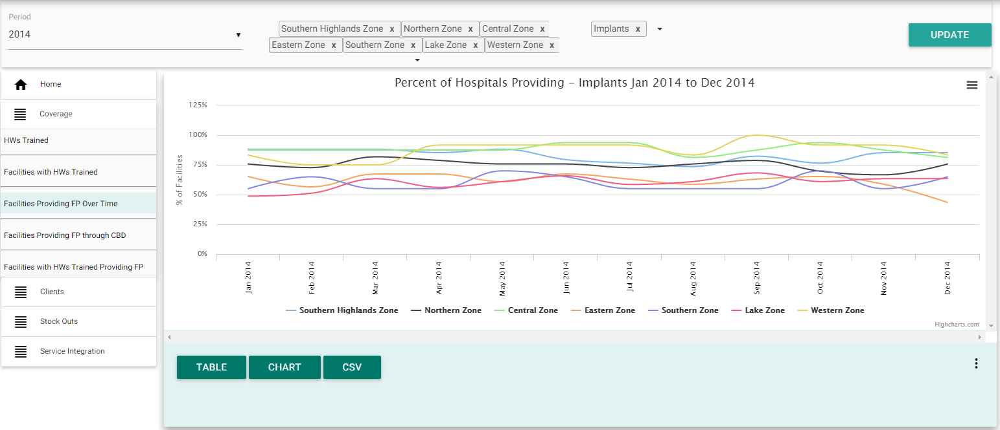 Period
2014 ▼
Southern Highlands Zone x Northern Zone x Central Zone x
Eastern Zone x Southern Zone x Lake Zone x Western Zone x
Implants x
UPDATE
Home
Coverage
HWs Trained
Facilities with HWs Trained
Facilities Providing FP Over Time
Facilities Providing FP through CBD
Facilities with HWs Trained Providing FP
Clients
Stock Outs
Service Integration
Percent of Hospitals Providing - Implants Jan 2014 to Dec 2014
% of Facilities
125%
100%
75%
50%
25%
0%
Jan 2014
Feb 2014
Mar 2014
Apr 2014
May 2014
Jun 2014
Jul 2014
Aug 2014
Sep 2014
Oct 2014
Nov 2014
Dec 2014
Southern Highlands Zone Northern Zone Central Zone Eastern Zone Southern Zone Lake Zone Western Zone
Highcharts.com
TABLE CHART CSV